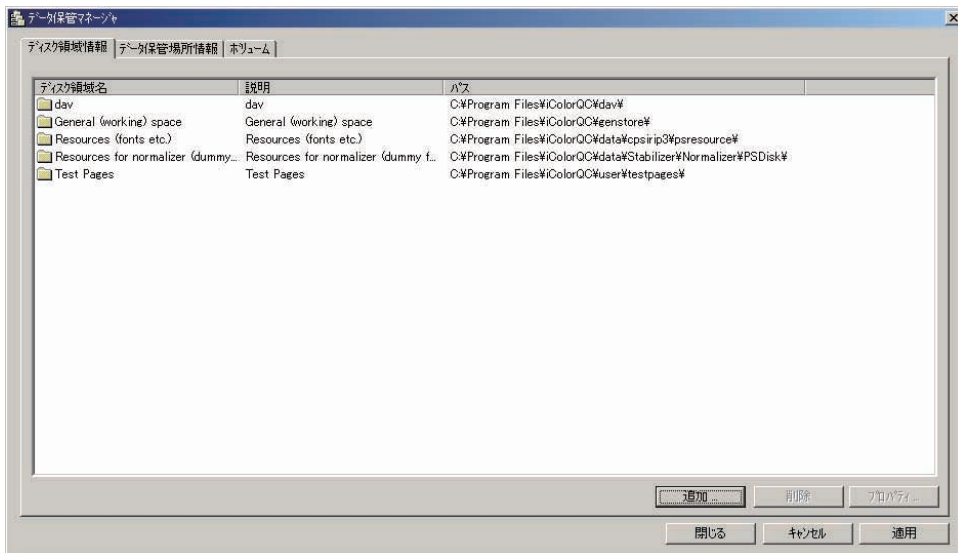 データ保管マネージャ
ディスク領域情報 データ保管場所情報 ボリューム
ディスク領域名 説明 パス
dav dav C:¥Program Files¥iColorQC¥dav¥
General (working) space General (working) space C:¥Program Files¥iColorQC¥genstore¥
Resources (fonts etc.) Resources (fonts etc.) C:¥Program Files¥iColorQC¥data¥cpsirip3¥psresource¥
Resources for normalizer (dummy... Resources for normalizer (dummy f... C:¥Program Files¥iColorQC¥data¥Stabilizer¥Normalizer¥PSDisk¥
Test Pages Test Pages C:¥Program Files¥iColorQC¥user¥testpages¥
追加... 削除 プロパティ...
閉じる キャンセル 適用